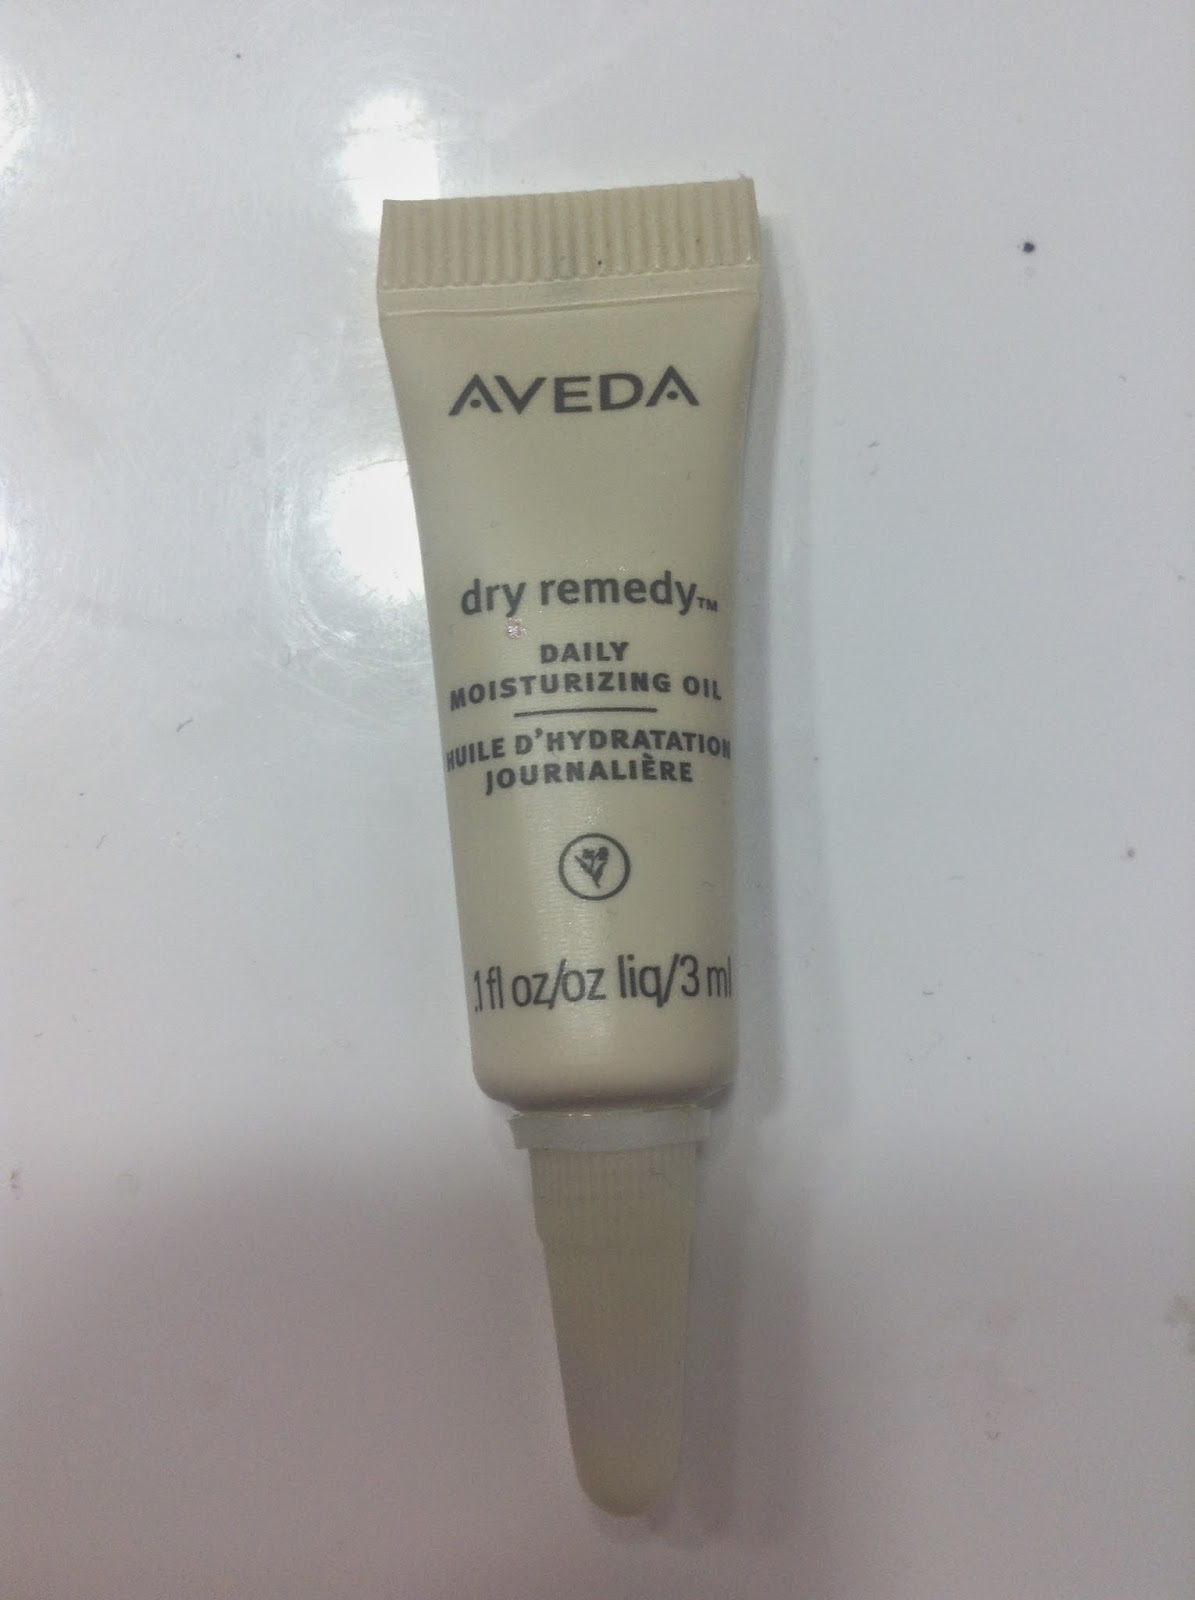 AVEDA
dry remedy™
DAILY
MOISTURIZING OIL
HUILE D'HYDRATATION
JOURNALIÈRE
.1 fl oz/oz liq/3 ml